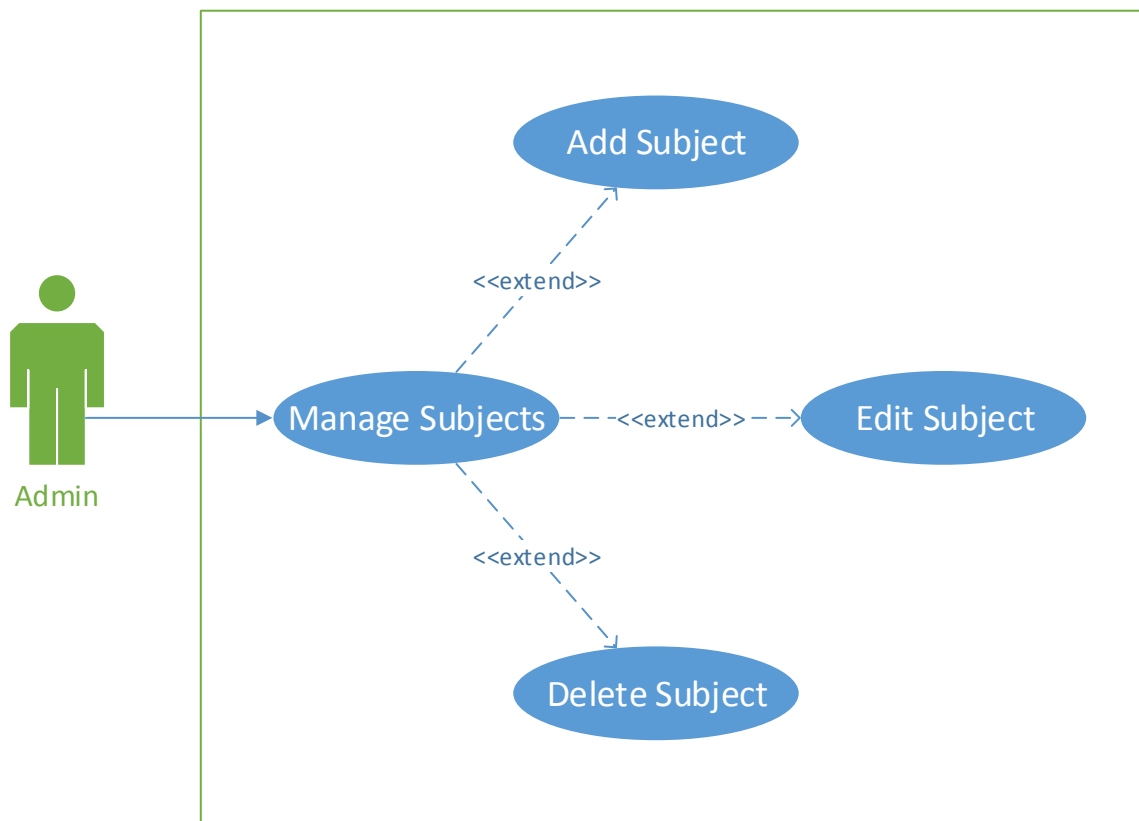 Add Subject
<<extend>>
Manage Subjects
<<extend>>
Edit Subject
Admin
<<extend>>
Delete Subject